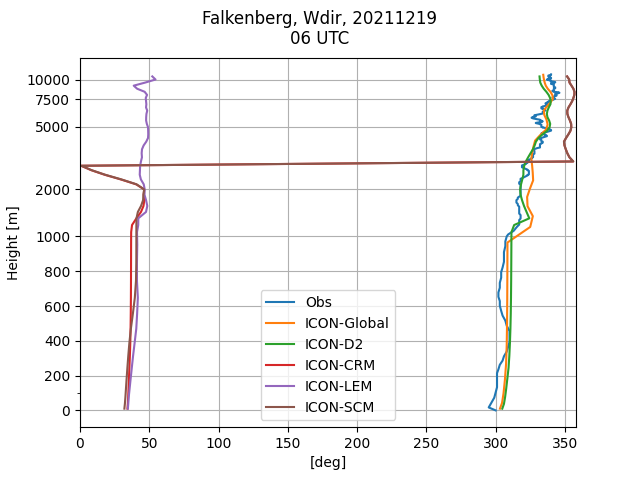 Falkenberg, Wdir, 20211219
06 UTC
Height [m]
10000
7500
5000
2000
1000
800
600
400
200
0
Obs
ICON-Global
ICON-D2
ICON-CRM
ICON-LEM
ICON-SCM
0 50 100 150 200 250 300 350
[deg]